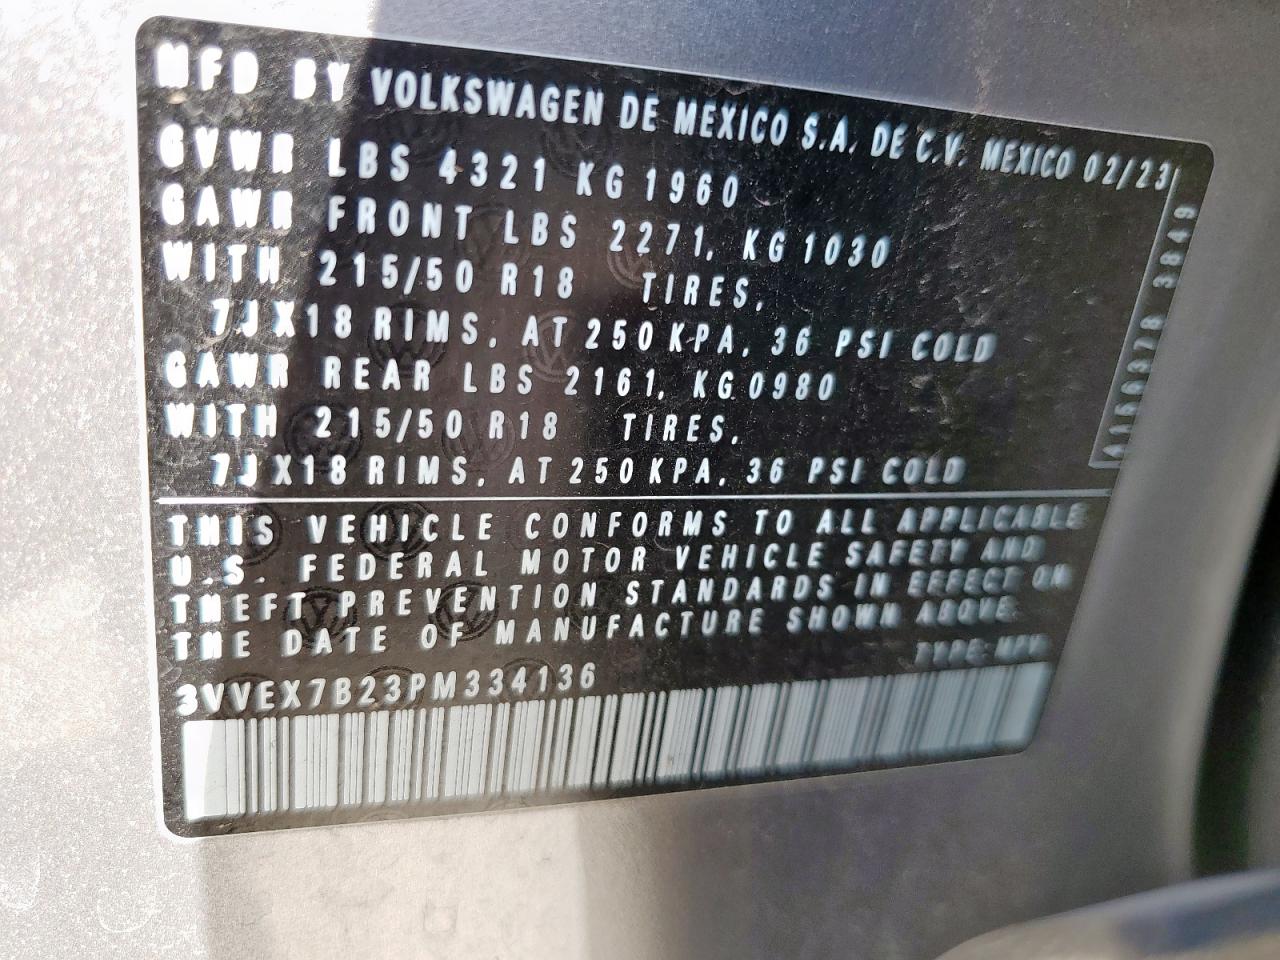 MFD BY VOLKSWAGEN DE MEXICO S.A. DE C.V. MEXICO 02/23
GVWR LBS 4321 KG 1960
GAWR FRONT LBS 2271, KG 1030
WITH 215/50 R18 TIRES,
7JX18 RIMS, AT 250 KPA, 36 PSI COLD
GAWR REAR LBS 2161, KG 0980
WITH 215/50 R18 TIRES,
7JX18 RIMS, AT 250 KPA, 36 PSI COLD
THIS VEHICLE CONFORMS TO ALL APPLICABLE
U.S. FEDERAL MOTOR VEHICLE SAFETY AND
THEFT PREVENTION STANDARDS IN EFFECT ON
THE DATE OF MANUFACTURE SHOWN ABOVE.
TYPE: MPV
3VVEX7B23PM334136
3849